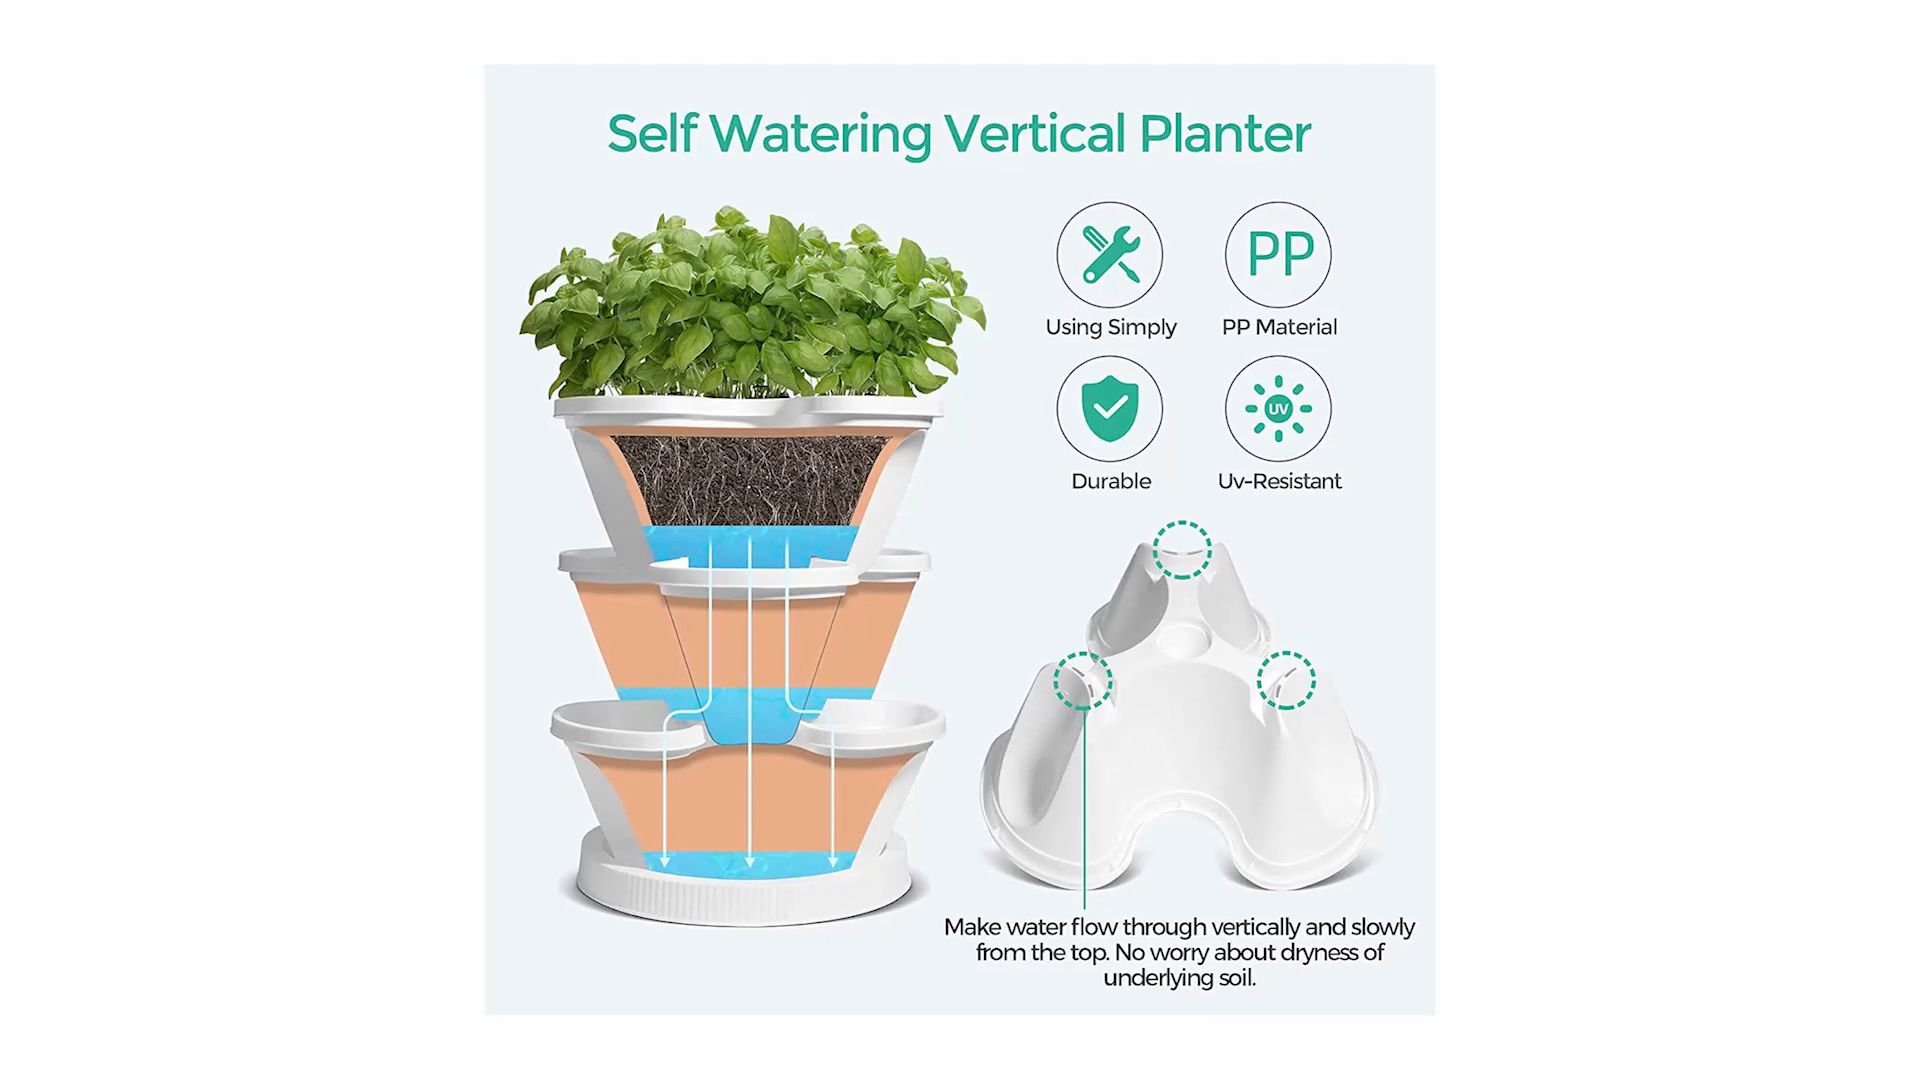 Self Watering Vertical Planter
PP
Using Simply
PP Material
UV
Durable
Uv-Resistant
Make water flow through vertically and slowly
from the top. No worry about dryness of
underlying soil.